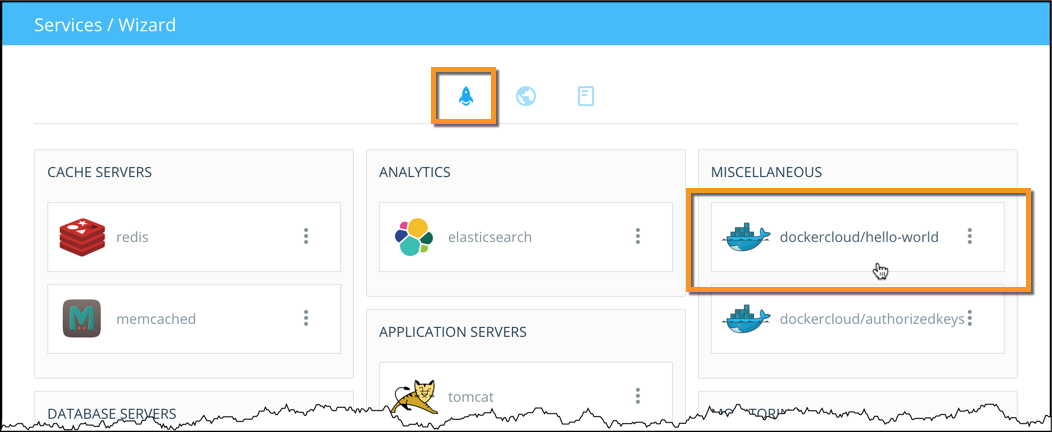 Services / Wizard
CACHE SERVERS
redis
memcached
DATABASE SERVERS
ANALYTICS
elasticsearch
APPLICATION SERVERS
tomcat
MISCELLANEOUS
dockercloud/hello-world
dockercloud/authorizedkeys